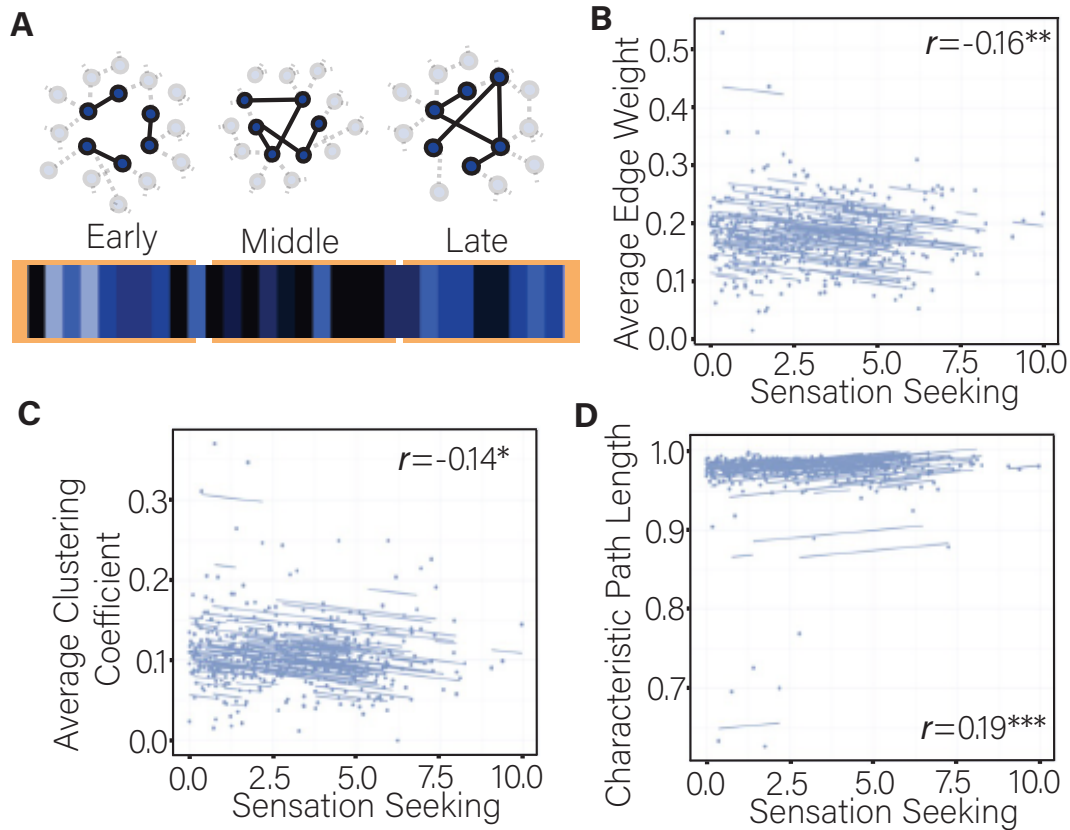 A
Early
Middle
Late
B
r=-0.16**
Average Edge Weight
0.5
0.4
0.3
0.2
0.1
0.0
0.0 2.5 5.0 7.5 10.0
Sensation Seeking
C
r=-0.14*
Average Clustering
Coefficient
0.3
0.2
0.1
0.0
0.0 2.5 5.0 7.5 10.0
Sensation Seeking
D
Characteristic Path Length
1.0
0.9
0.8
0.7
r=0.19***
0.0 2.5 5.0 7.5 10.0
Sensation Seeking